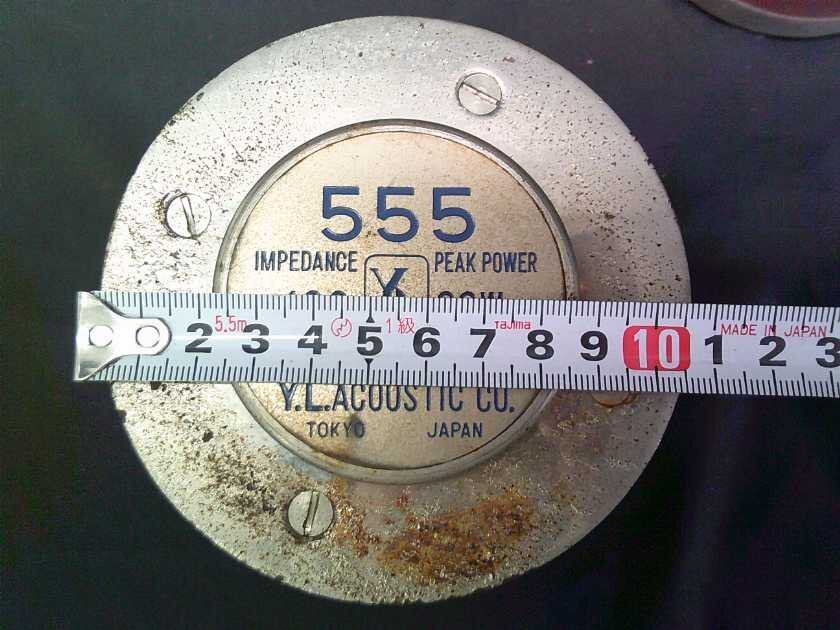 555
IMPEDANCE PEAK POWER
Y
5.5m 1級 Tajima MADE IN JAPAN
2 3 4 5 6 7 8 9 10 1 2 3
Y.L.ACOUSTIC CO.
TOKYO JAPAN